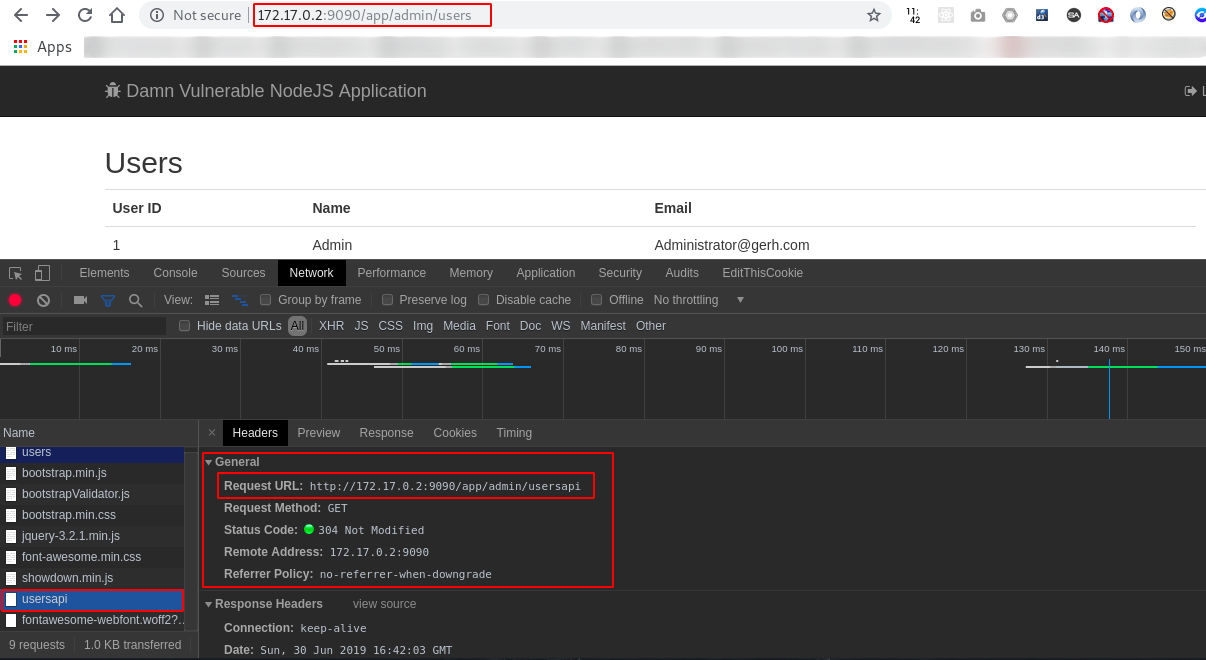 Not secure 172.17.0.2:9090/app/admin/users 11: 42
Apps
Damn Vulnerable NodeJS Application
Users
User ID Name Email
1 Admin Administrator@gerh.com
Elements Console Sources Network Performance Memory Application Security Audits EditThisCookie
View: Group by frame Preserve log Disable cache Offline No throttling
Filter Hide data URLs All XHR JS CSS Img Media Font Doc WS Manifest Other
10 ms 20 ms 30 ms 40 ms 50 ms 60 ms 70 ms 80 ms 90 ms 100 ms 110 ms 120 ms 130 ms 140 ms 150 ms
Name
users
bootstrap.min.js
bootstrapValidator.js
bootstrap.min.css
jquery-3.2.1.min.js
font-awesome.min.css
showdown.min.js
usersapi
fontawesome-webfont.woff2?...
9 requests 1.0 KB transferred
× Headers Preview Response Cookies Timing
General
Request URL: http://172.17.0.2:9090/app/admin/usersapi
Request Method: GET
Status Code: 304 Not Modified
Remote Address: 172.17.0.2:9090
Referrer Policy: no-referrer-when-downgrade
Response Headers view source
Connection: keep-alive
Date: Sun, 30 Jun 2019 16:42:03 GMT